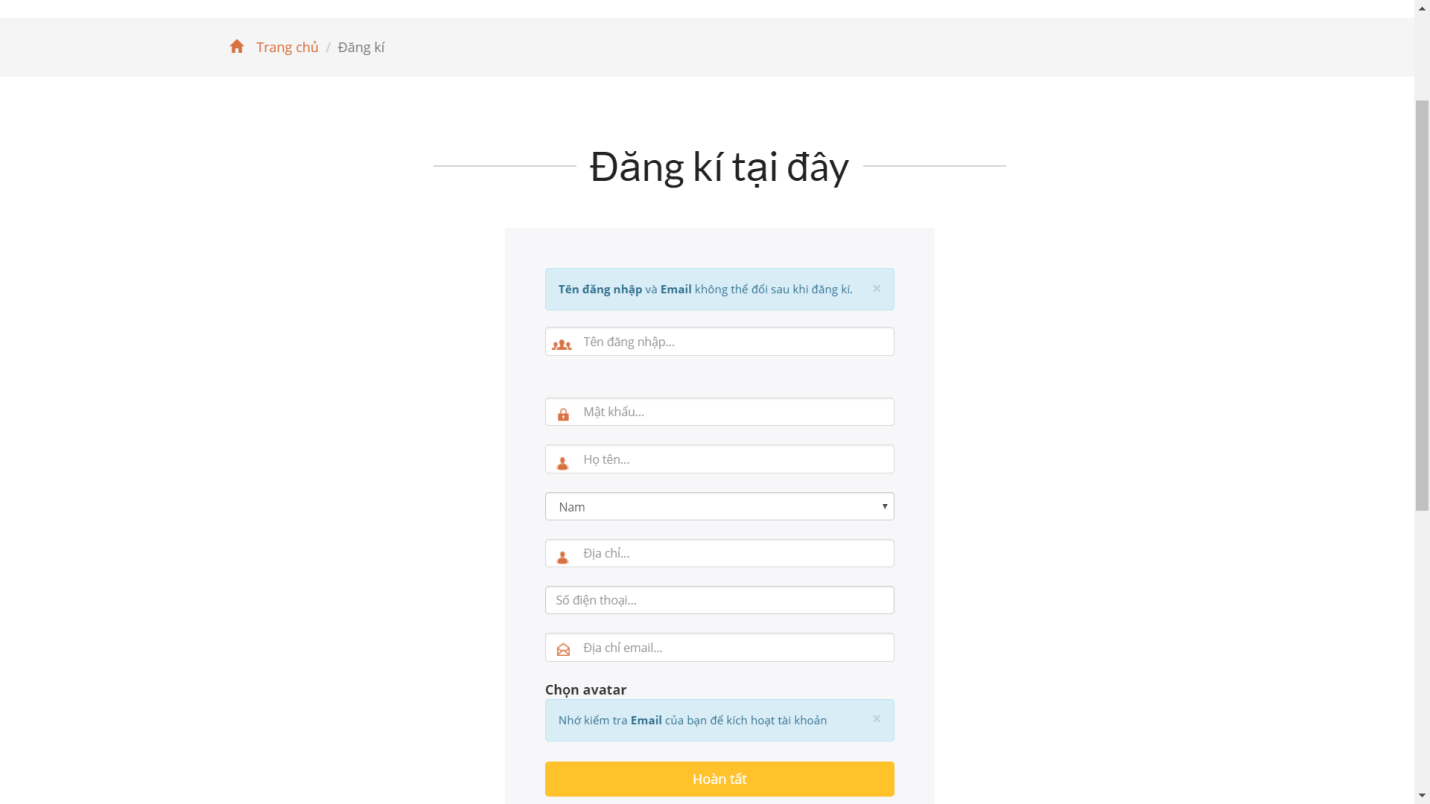 Trang chủ / Đăng kí
Đăng kí tại đây
Tên đăng nhập và Email không thể đổi sau khi đăng kí. ×
Tên đăng nhập...
Mật khẩu...
Họ tên...
Nam
Địa chỉ...
Số điện thoại...
Địa chỉ email...
Chọn avatar
Nhớ kiểm tra Email của bạn để kích hoạt tài khoản ×
Hoàn tất